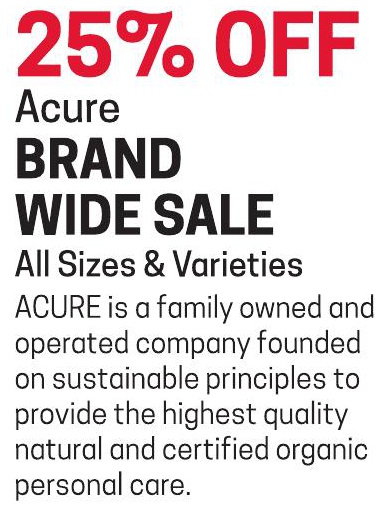 25% OFF
Acure
BRAND
WIDE SALE
All Sizes & Varieties
ACURE is a family owned and
operated company founded
on sustainable principles to
provide the highest quality
natural and certified organic
personal care.